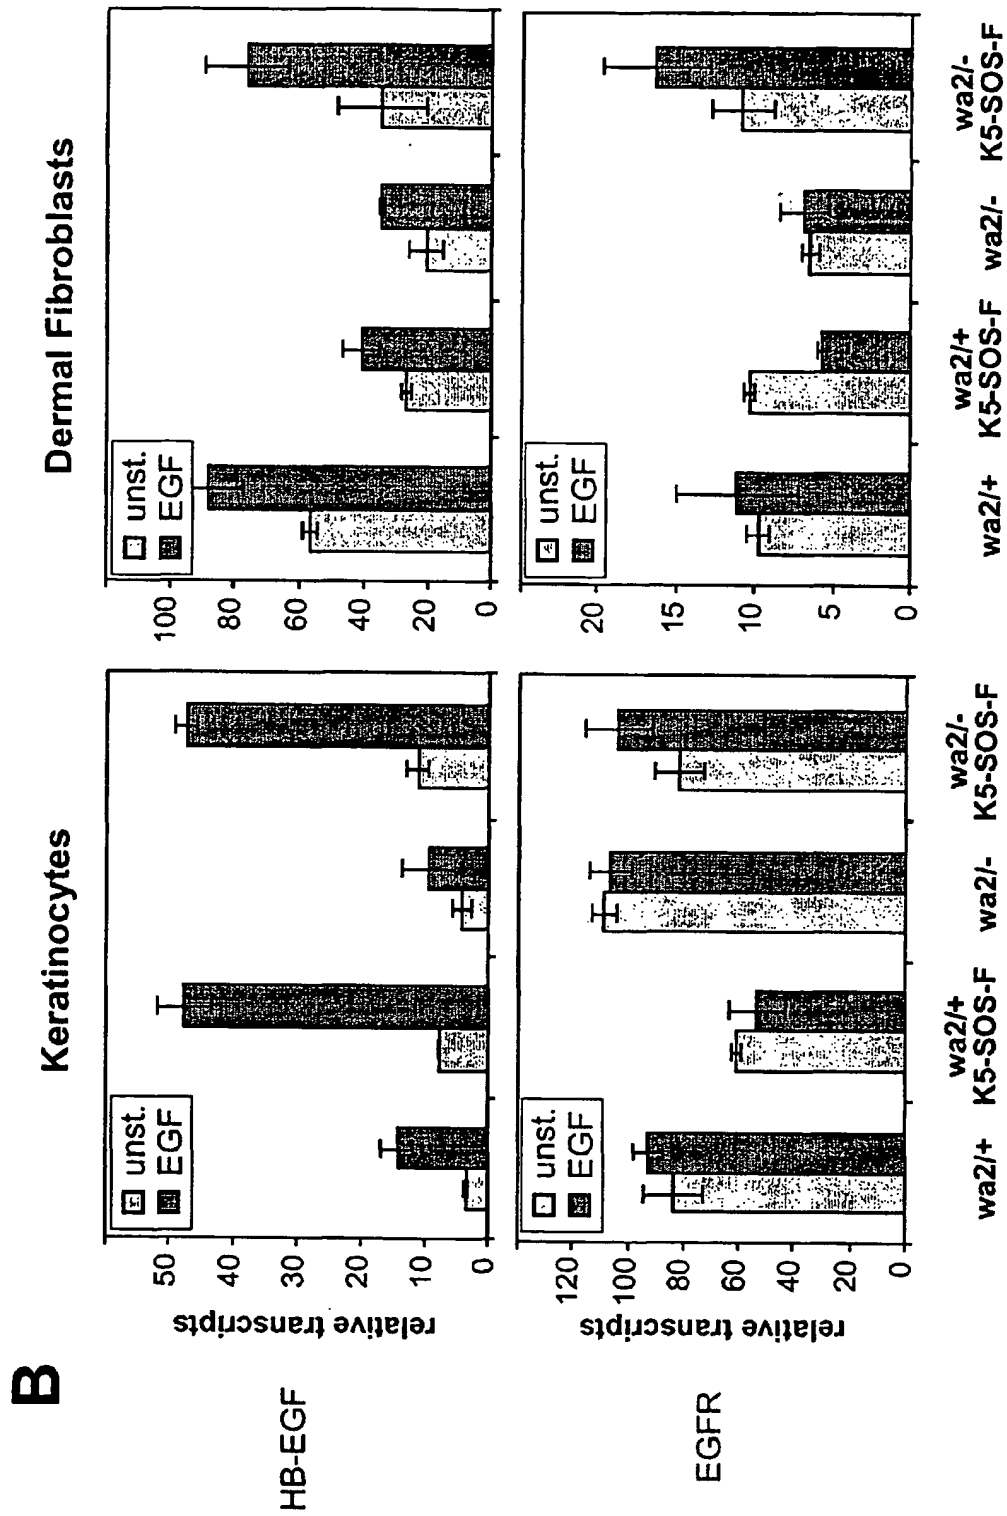 B
Keratinocytes
Dermal Fibroblasts
HB-EGF
relative transcripts
50
40
30
20
10
0
unst.
EGF
100
80
60
40
20
0
unst.
EGF
EGFR
relative transcripts
120
100
80
60
40
20
0
unst.
EGF
20
15
10
5
0
unst.
EGF
wa2/+
wa2/+
K5-SOS-F
wa2/-
wa2/-
K5-SOS-F
wa2/+
wa2/+
K5-SOS-F
wa2/-
wa2/-
K5-SOS-F